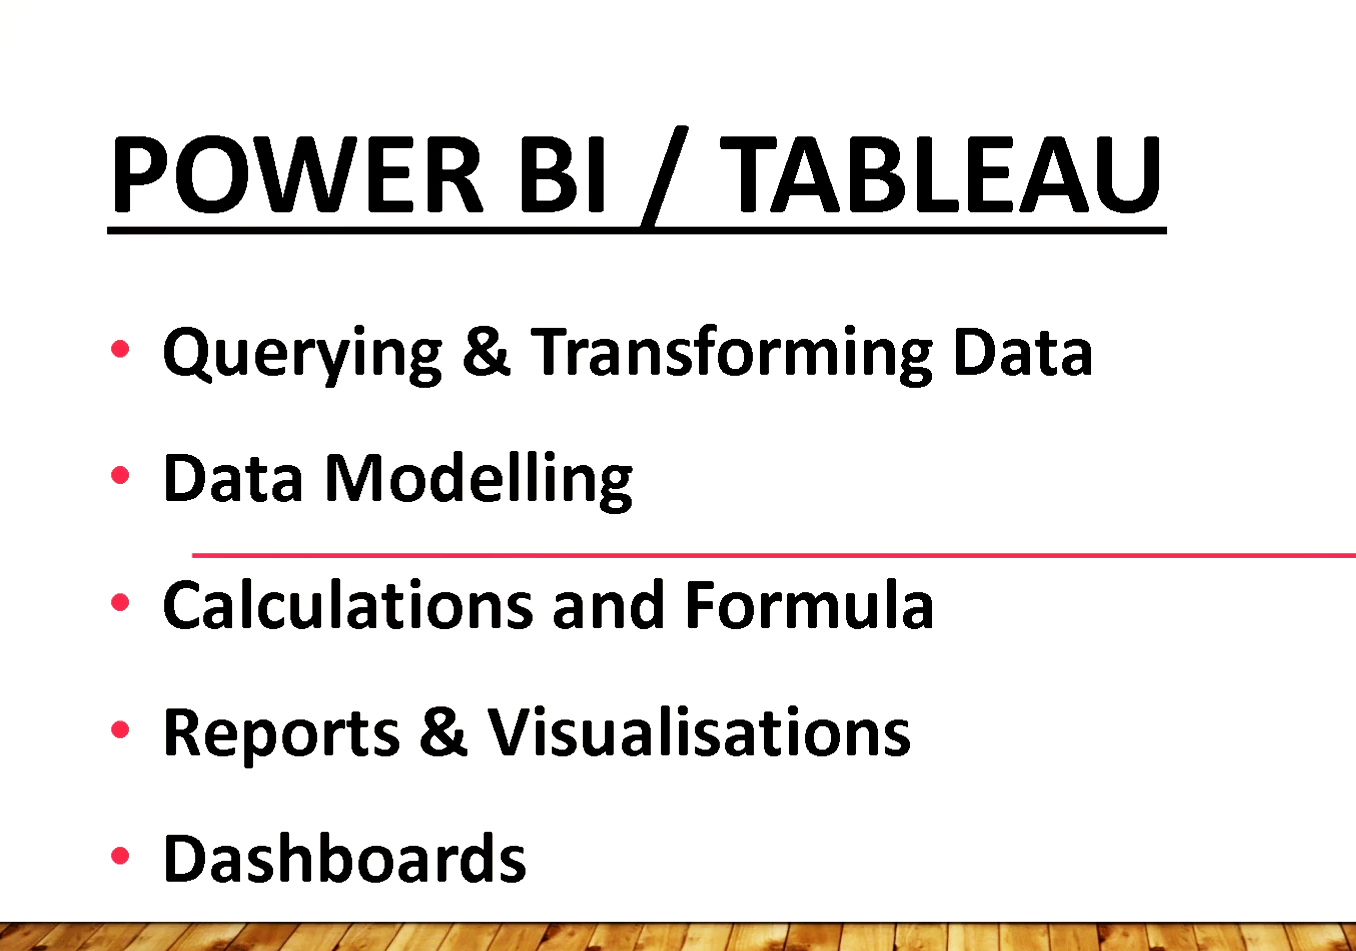 POWER BI / TABLEAU
• Querying & Transforming Data
• Data Modelling
• Calculations and Formula
• Reports & Visualisations
• Dashboards